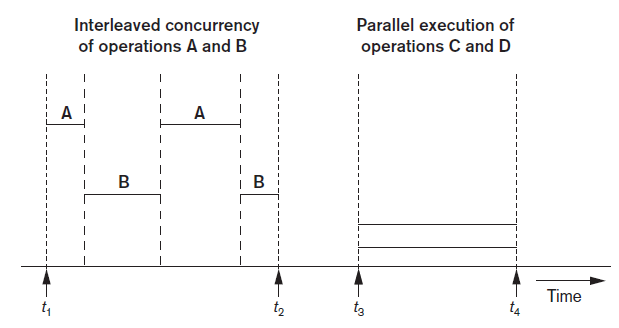 Interleaved concurrency
of operations A and B
Parallel execution of
operations C and D
A
A
B
B
t1
t2
t3
t4
Time